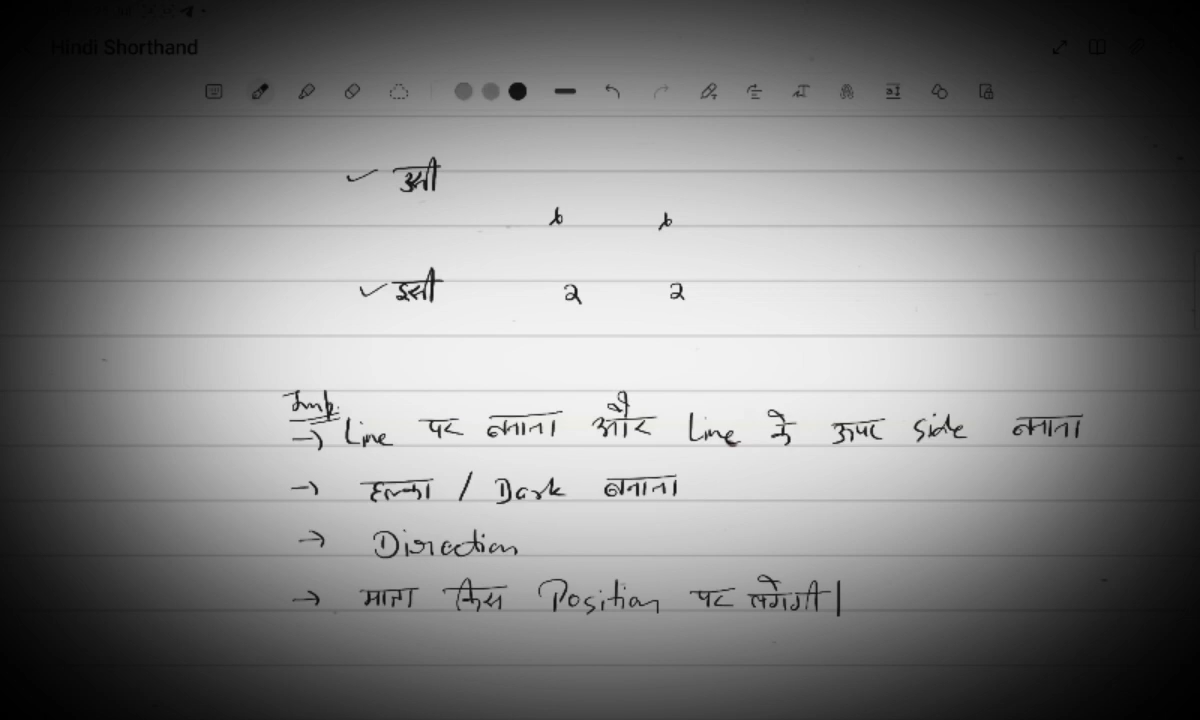 Hindi Shorthand
✓ उसी
✓ इसी
Imp.
→ Line पर बनाना और Line के ऊपर side बनाना
→ हल्का / Dark बनाना
→ Direction
→ मात्रा किस Position पर लगेगी|